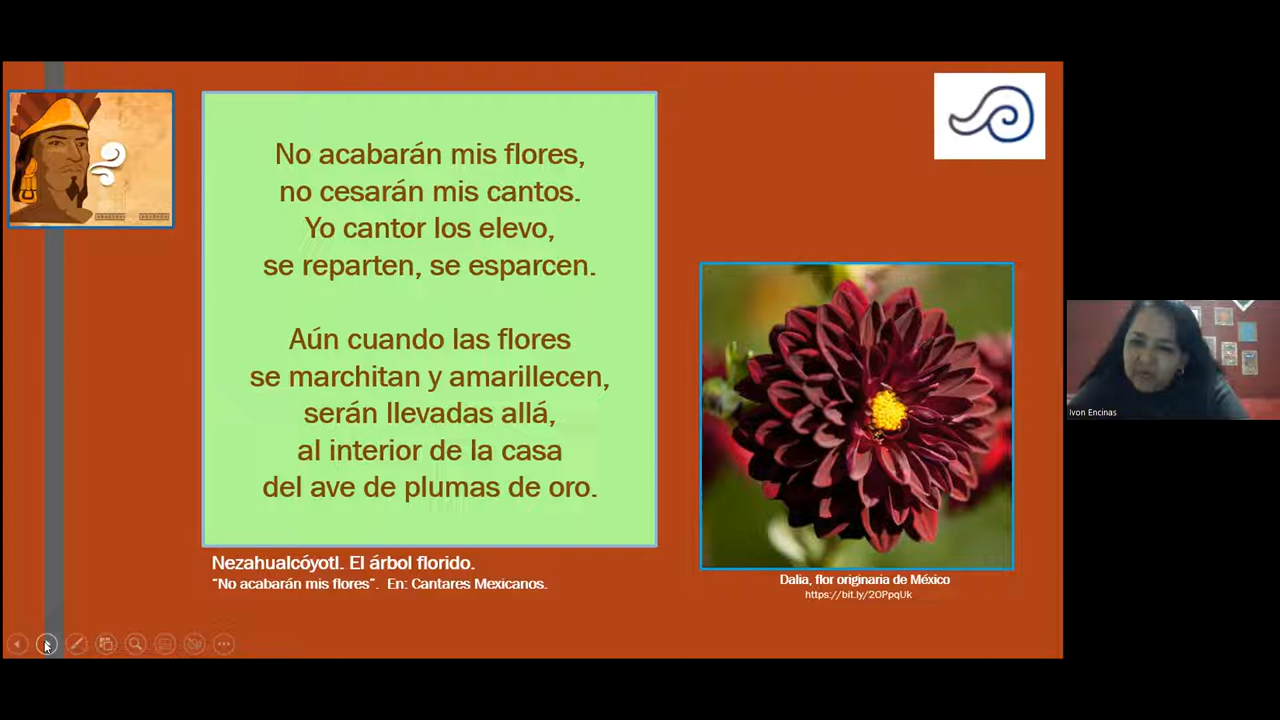 No acabarán mis flores,
no cesarán mis cantos.
Yo cantor los elevo,
se reparten, se esparcen.
Aún cuando las flores
se marchitan y amarillecen,
serán llevadas allá,
al interior de la casa
del ave de plumas de oro.
Nezahualcóyotl. El árbol florido.
“No acabarán mis flores”. En: Cantares Mexicanos.
Dalia, flor originaria de México
https://bit.ly/2OPpqUk
Ivon Encinas